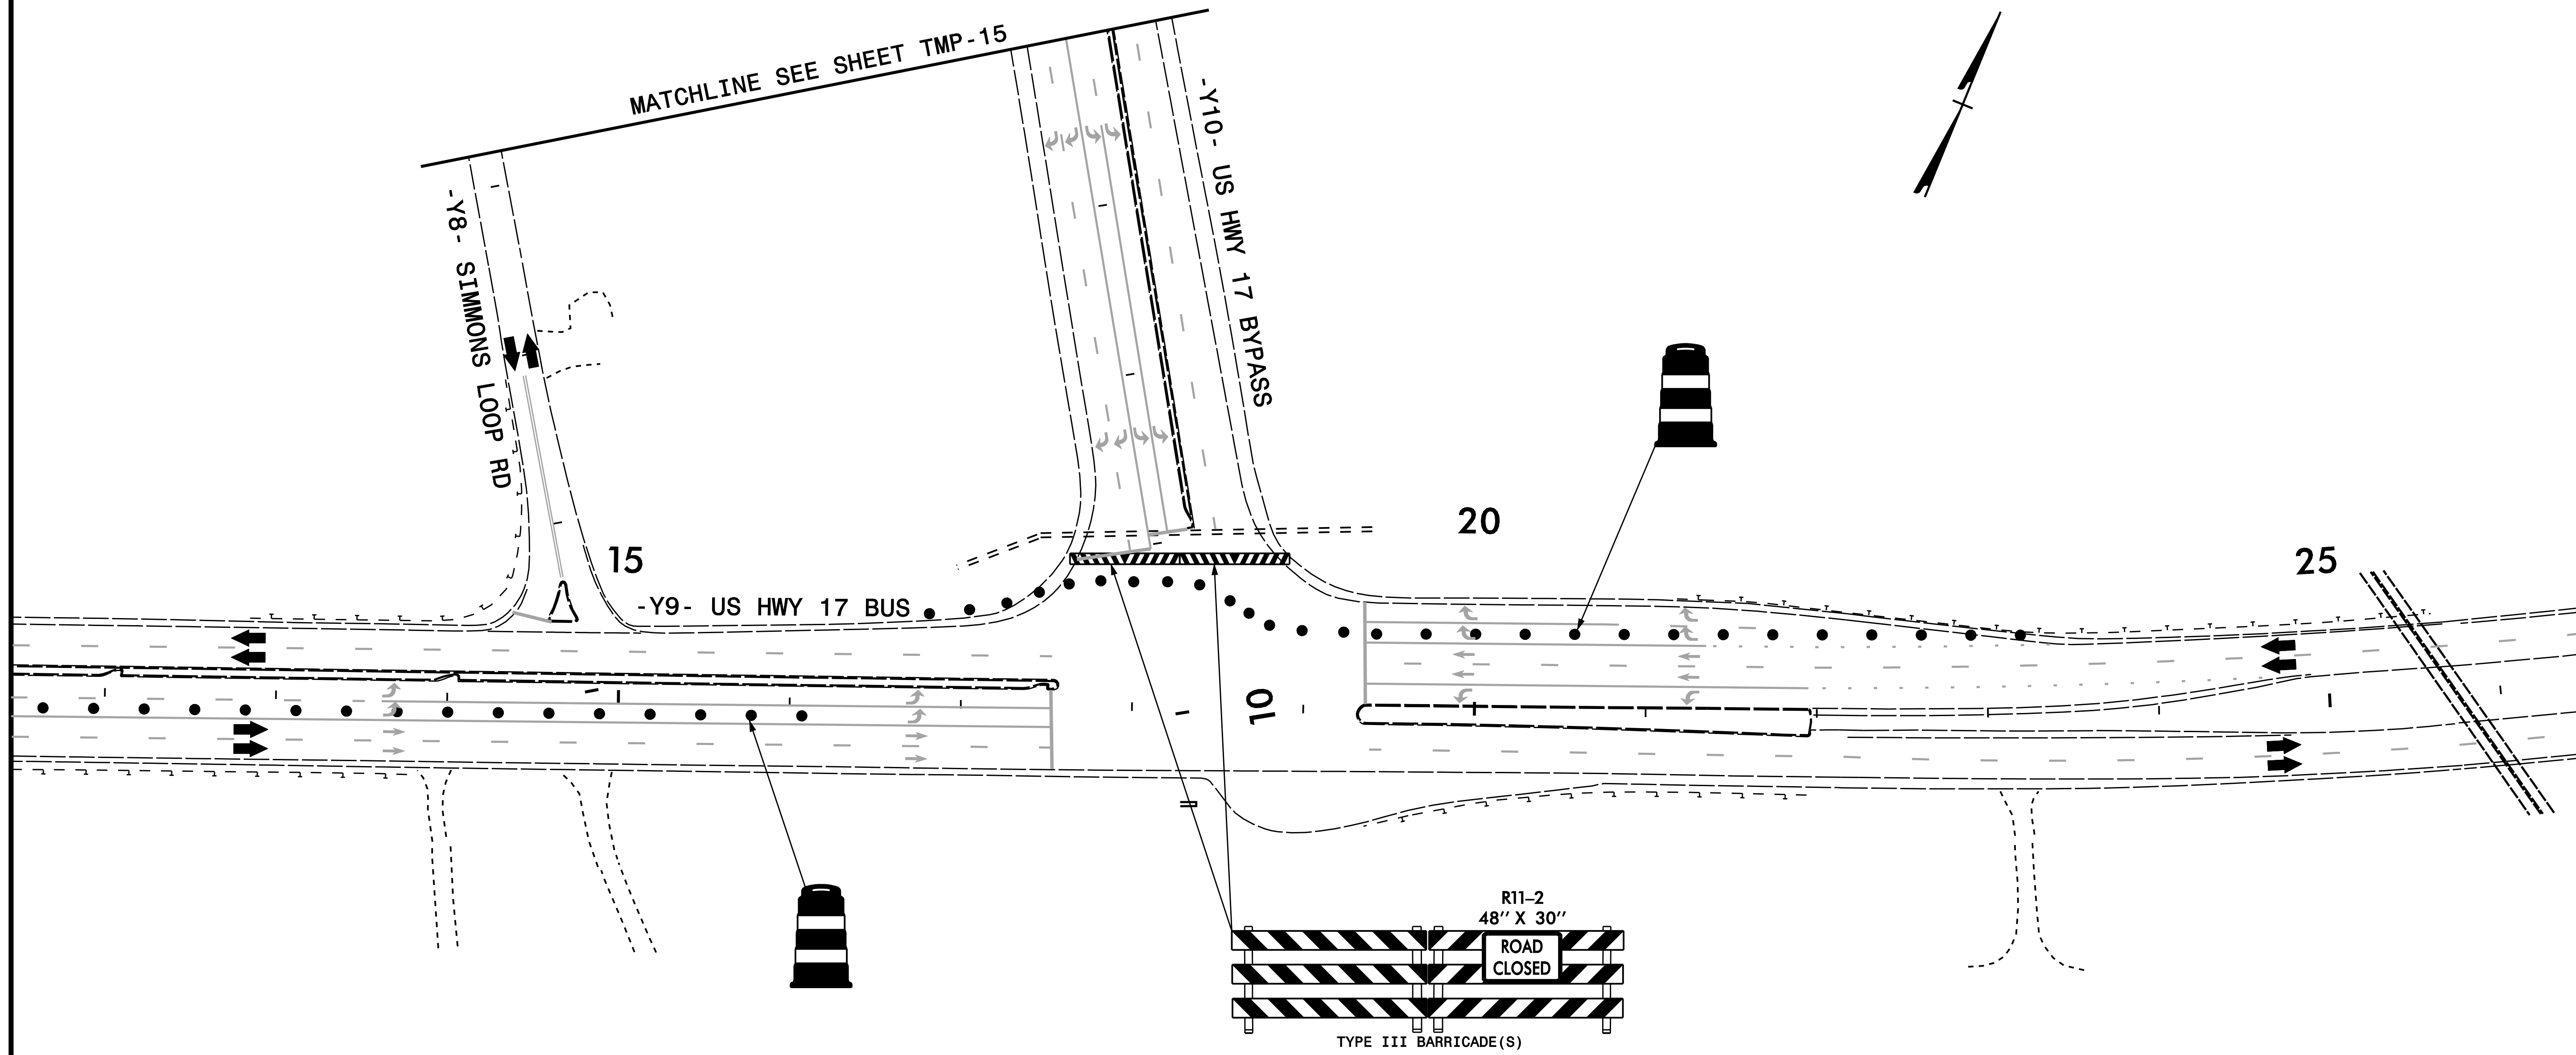 MATCHLINE SEE SHEET TMP-15
-Y8- SIMMONS LOOP RD
-Y10- US HWY 17 BYPASS
15
20
25
-Y9- US HWY 17 BUS
10
R11-2
48" X 30"
ROAD
CLOSED
TYPE III BARRICADE(S)